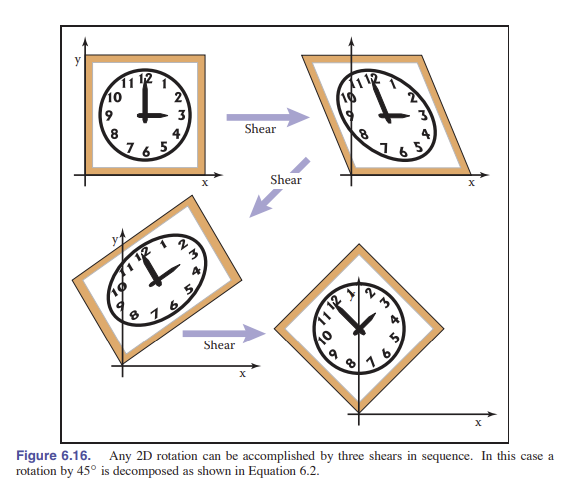 y
11 12 1
10 2
9 3
8 4
7 6 5
x
Shear
11 12 1
10 2
9 3
8 4
7 6 5
x
Shear
y
11 12 1 2
10 3
9 4
8 7 6 5
x
Shear
y
11 12 1 2
10 3
9 4
8 7 6 5
x
Figure 6.16. Any 2D rotation can be accomplished by three shears in sequence. In this case a
rotation by 45° is decomposed as shown in Equation 6.2.